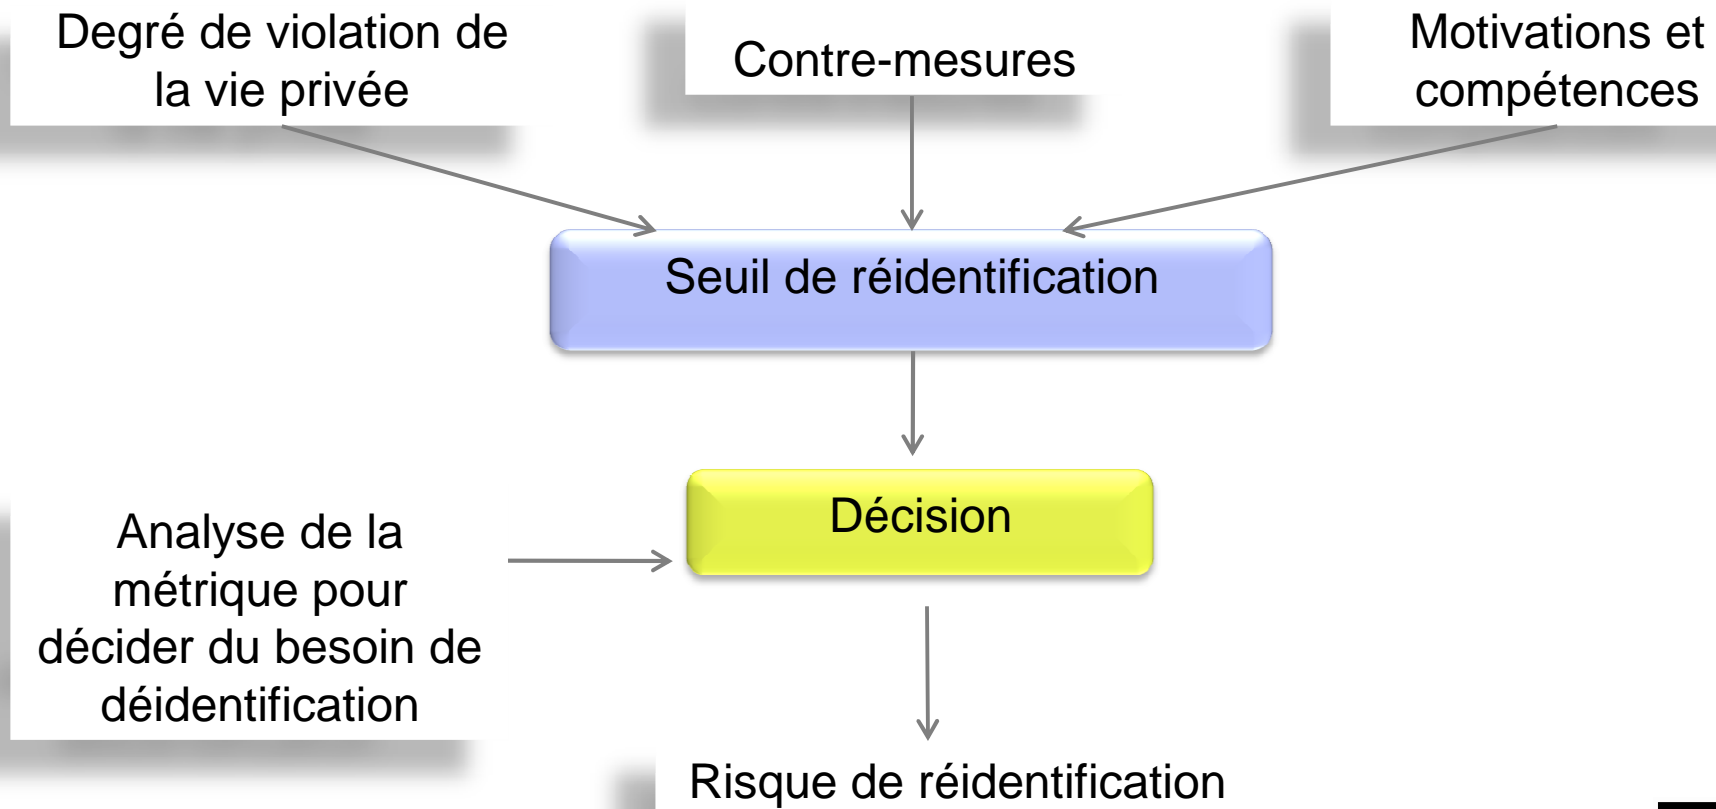 Degré de violation de
la vie privée
Contre-mesures
Motivations et
compétences
Seuil de réidentification
Décision
Analyse de la
métrique pour
décider du besoin de
déidentification
Risque de réidentification